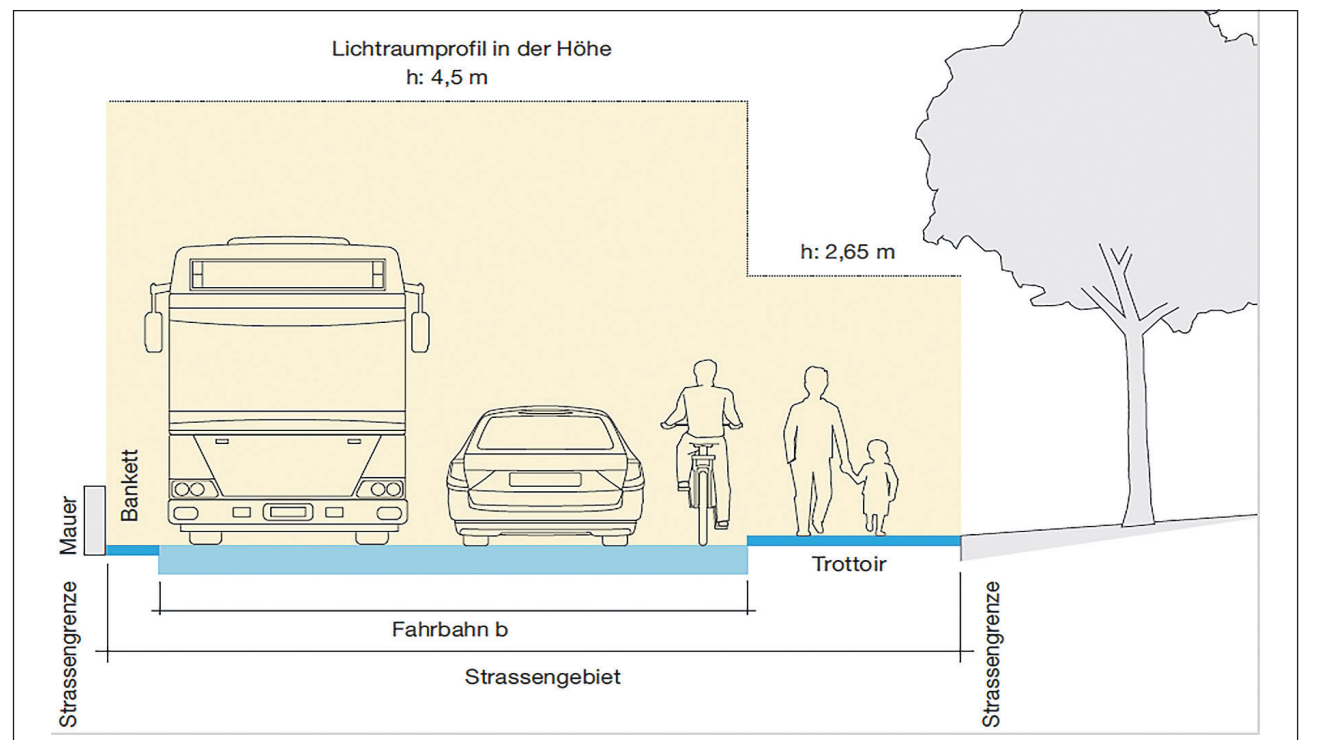 Lichtraumprofil in der Höhe
h: 4,5 m
h: 2,65 m
Bankett
Mauer
Trottoir
Strassengrenze
Strassengrenze
Fahrbahn b
Strassengebiet